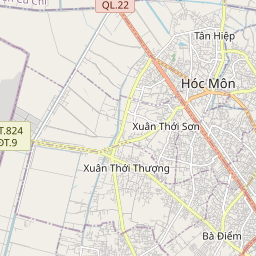 QL.22
Tân Hiệp
Hóc Môn
Xuân Thới Sơn
T.824
ĐT.9
Xuân Thới Thượng
Bà Điểm